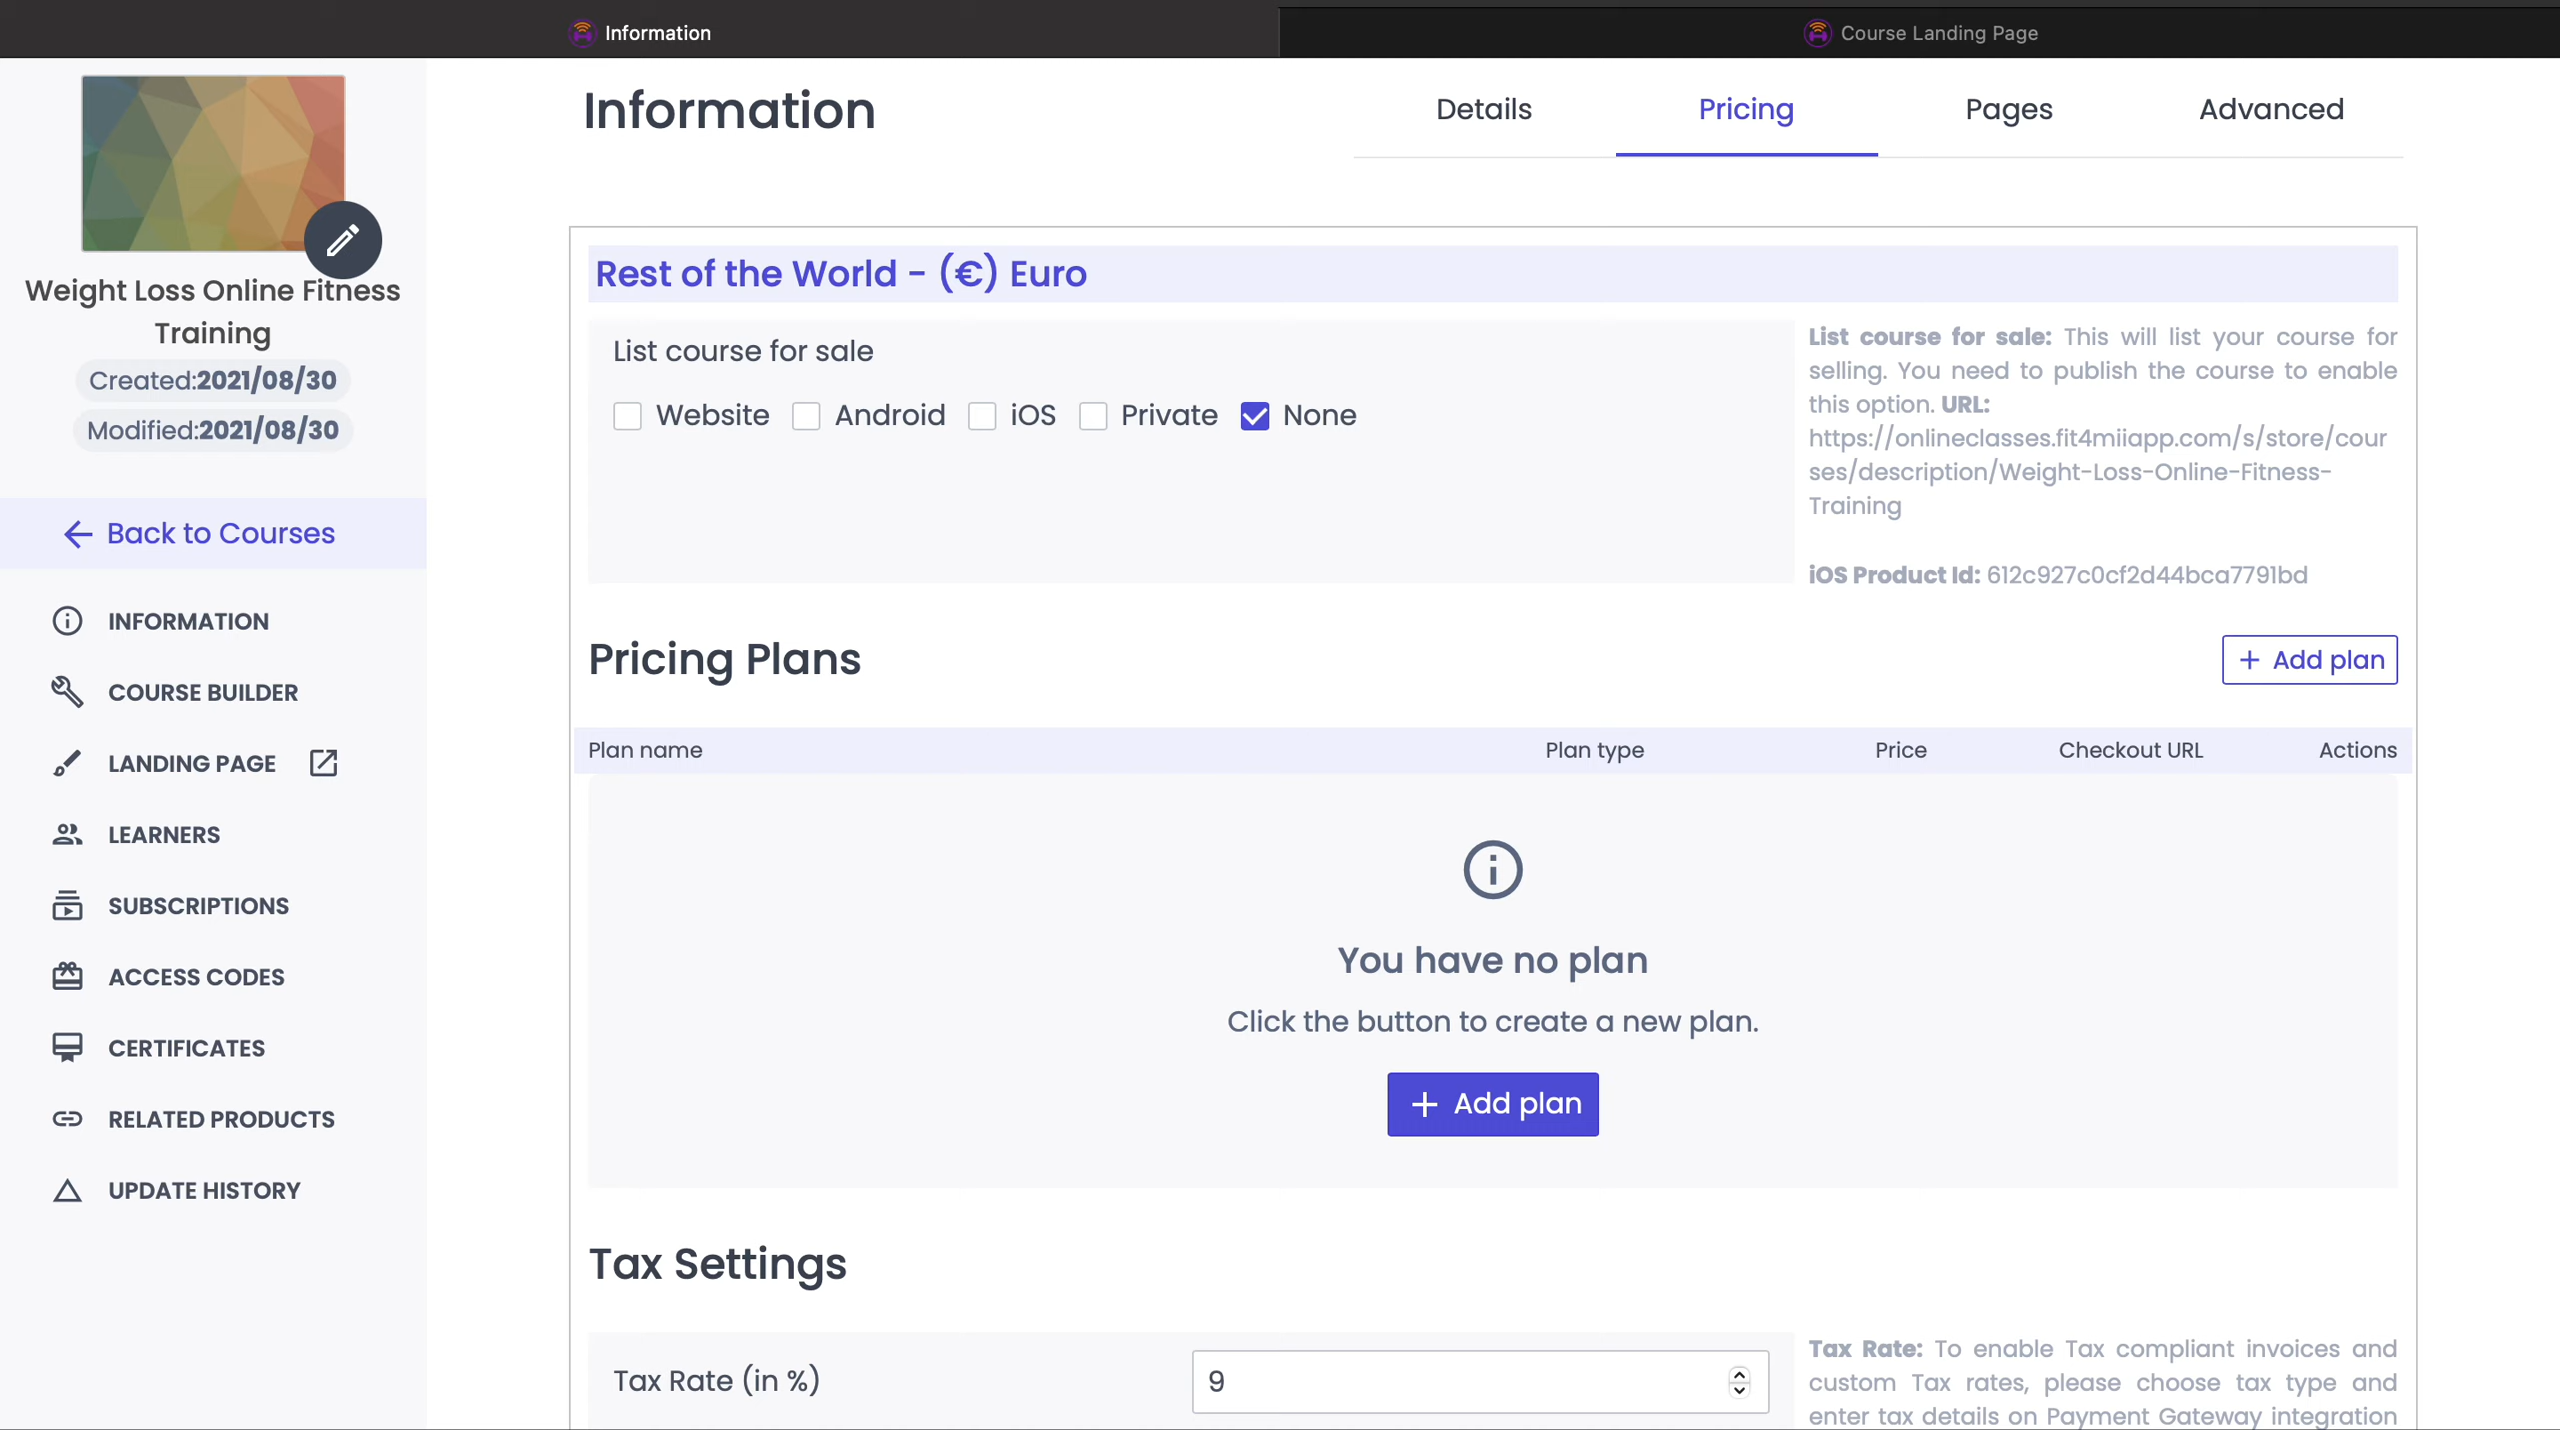 Information
Course Landing Page
Weight Loss Online Fitness
Training
Created:2021/08/30
Modified:2021/08/30
Back to Courses
INFORMATION
COURSE BUILDER
LANDING PAGE
LEARNERS
SUBSCRIPTIONS
ACCESS CODES
CERTIFICATES
RELATED PRODUCTS
UPDATE HISTORY
Information
Details
Pricing
Pages
Advanced
Rest of the World - (€) Euro
List course for sale
Website
Android
iOS
Private
None
List course for sale: This will list your course for
selling. You need to publish the course to enable
this option. URL:
https://onlineclasses.fit4miiapp.com/s/store/cour
ses/description/Weight-Loss-Online-Fitness-
Training
iOS Product Id: 612c927c0cf2d44bca7791bd
Pricing Plans
+ Add plan
Plan name
Plan type
Price
Checkout URL
Actions
You have no plan
Click the button to create a new plan.
+ Add plan
Tax Settings
Tax Rate (in %)
9
Tax Rate: To enable Tax compliant invoices and
custom Tax rates, please choose tax type and
enter tax details on Payment Gateway integration